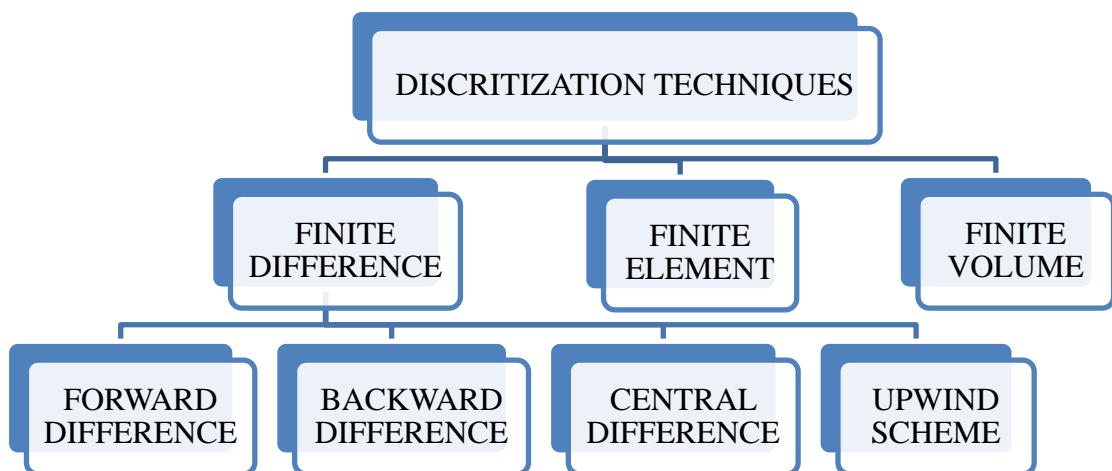 DISCRITIZATION TECHNIQUES
FINITE
DIFFERENCE
FINITE
ELEMENT
FINITE
VOLUME
FORWARD
DIFFERENCE
BACKWARD
DIFFERENCE
CENTRAL
DIFFERENCE
UPWIND
SCHEME